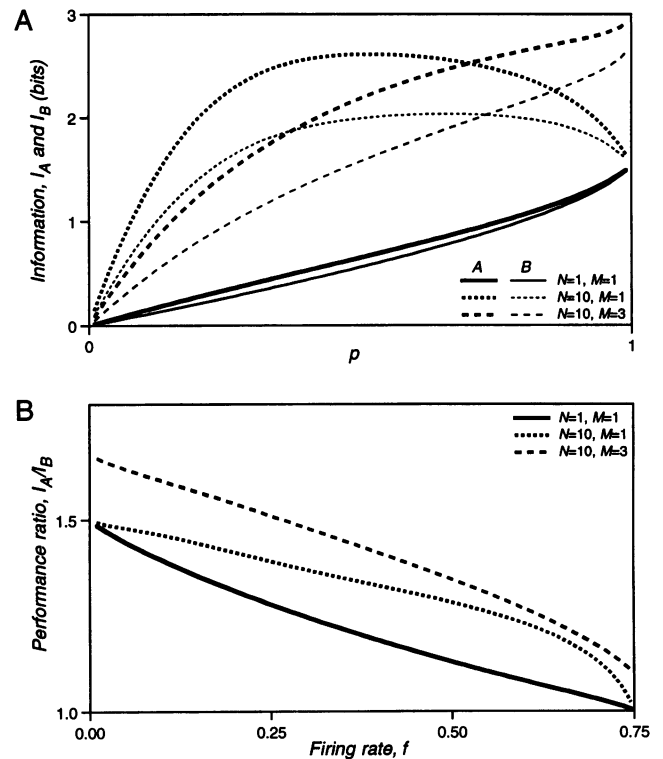 A
3
2
1
0
Information, I_A and I_B (bits)
A B
N=1, M=1
N=10, M=1
N=10, M=3
0 1
p
B
1.5
1.0
Performance ratio, I_A/I_B
N=1, M=1
N=10, M=1
N=10, M=3
0.00 0.25 0.50 0.75
Firing rate, f